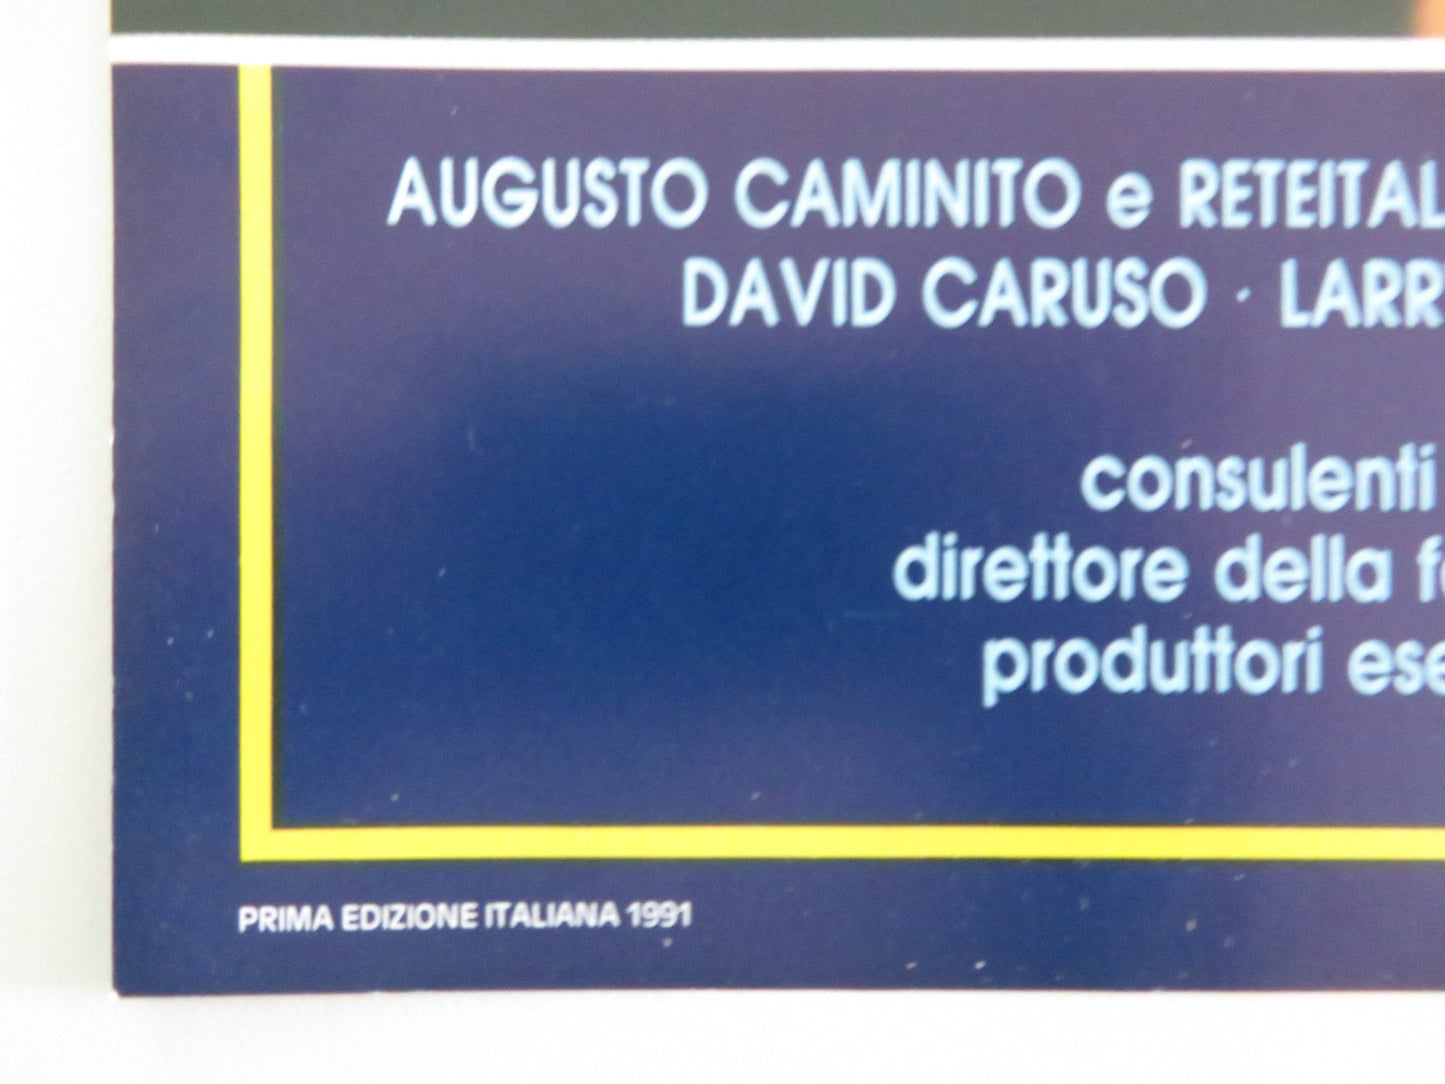 AUGUSTO CAMINITO e RETEITAL
DAVID CARUSO · LARR
consulenti
direttore della
produttori ese
PRIMA EDIZIONE ITALIANA 1991